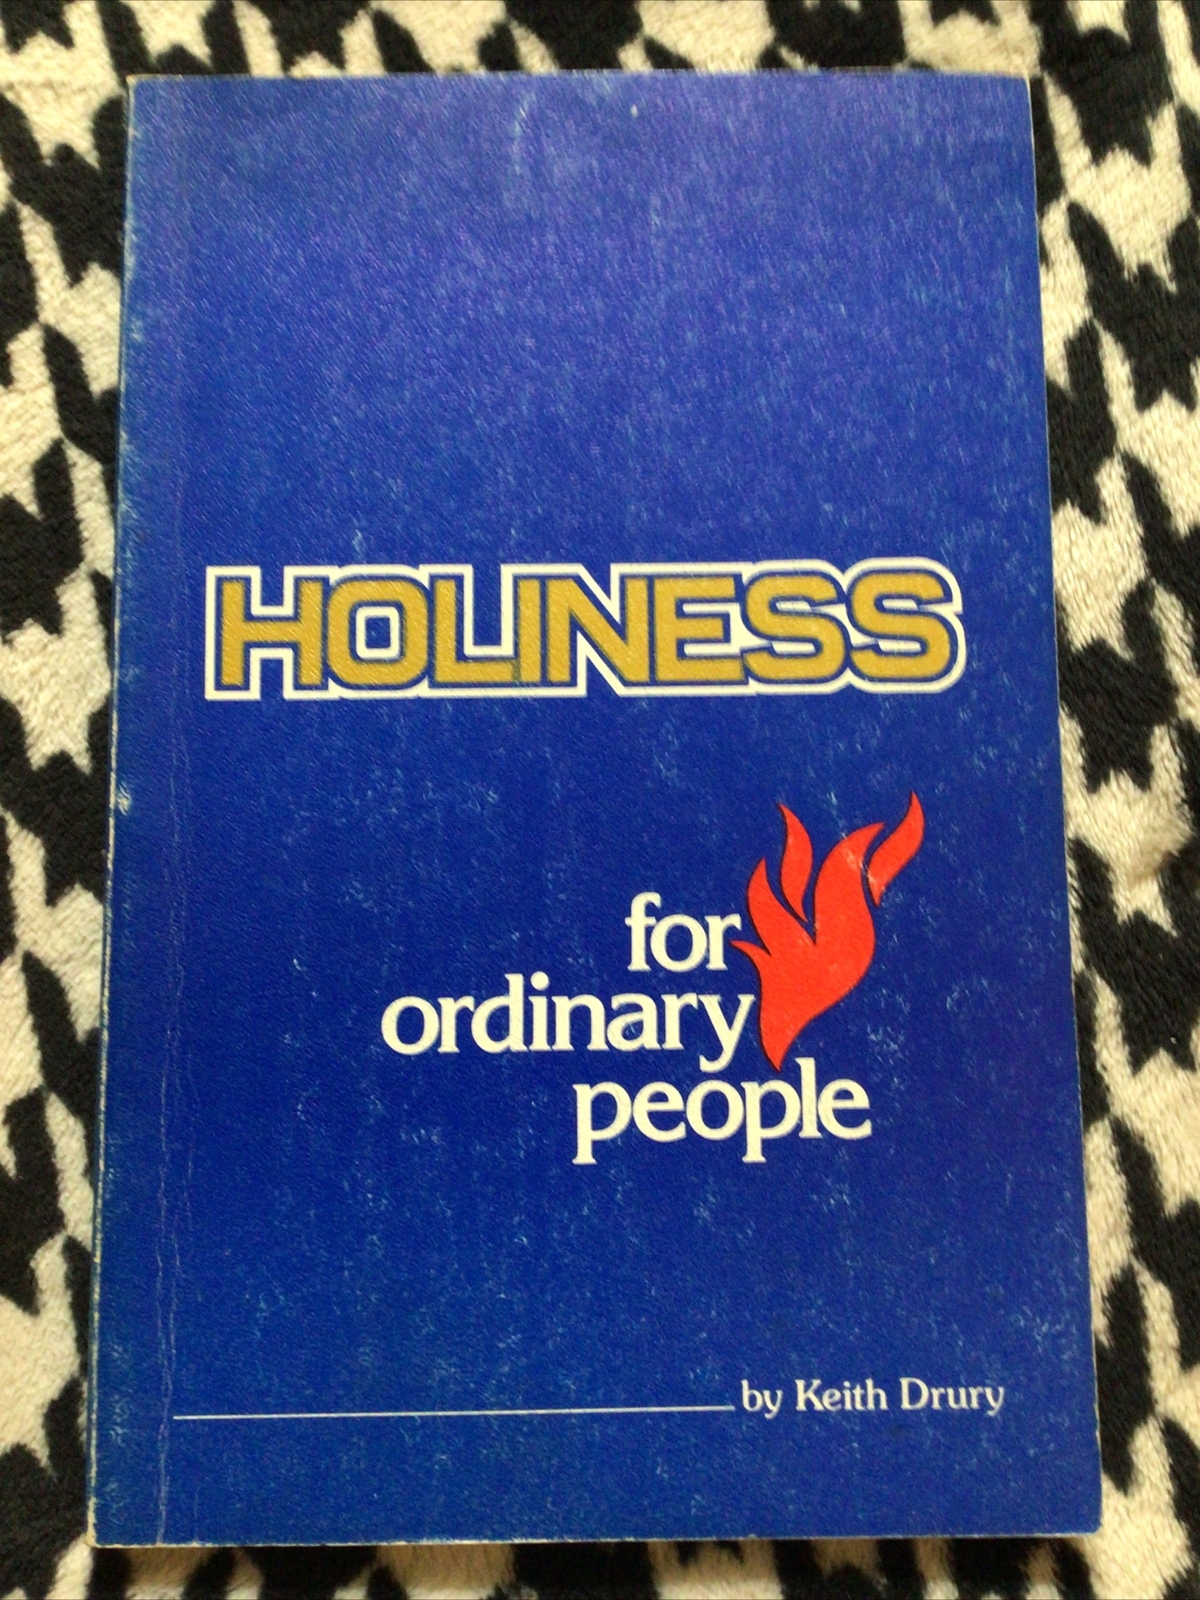 HOLINESS
for
ordinary
people
by Keith Drury